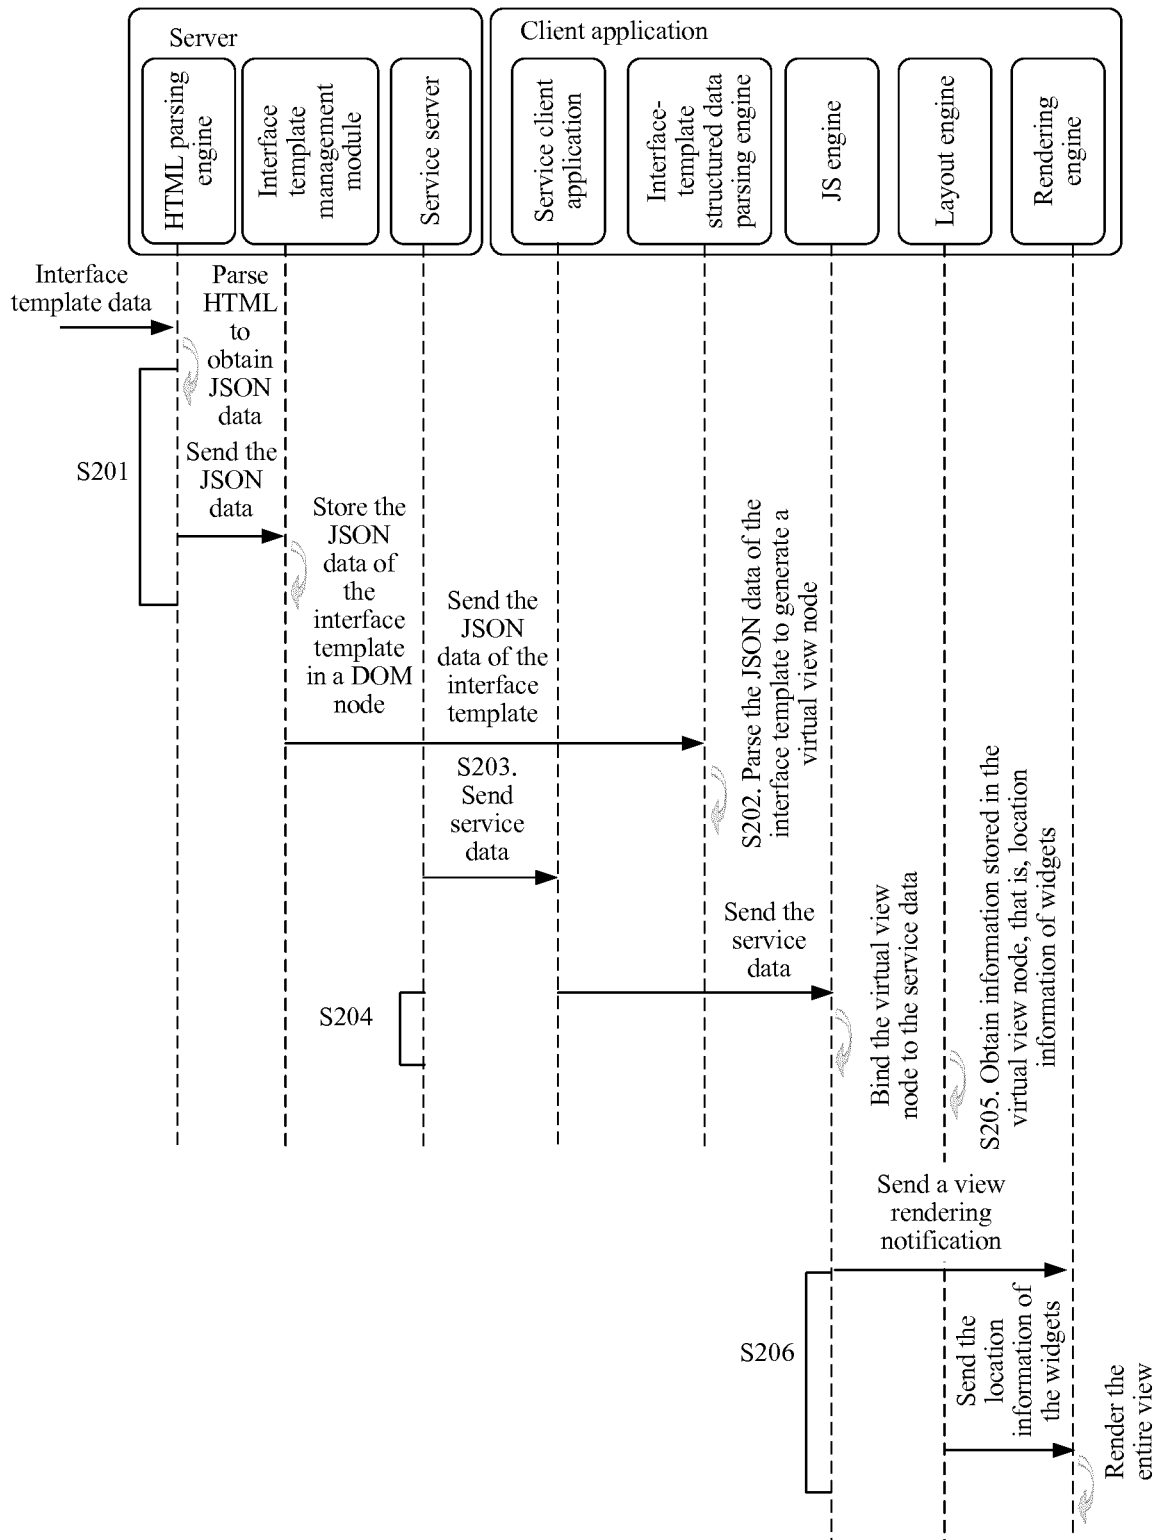 Server
Client application
HTML parsing
engine
Interface
template
management
module
Service server
Service client
application
Interface-
template
structured data
parsing engine
JS engine
Layout engine
Rendering
engine
Interface
template data
Parse
HTML
to
obtain
JSON
data
S201
Send the
JSON
data
Store the
JSON
data of
the
interface
template
in a DOM
node
Send the
JSON
data of the
interface
template
S202. Parse the JSON data of the
interface template to generate a
virtual view node
S203.
Send
service
data
Send the
service
data
S204
Bind the virtual view
node to the service data
S205. Obtain information stored in the
virtual view node, that is, location
information of widgets
Send a view
rendering
notification
S206
Send the
location
information of
the widgets
Render the
entire view